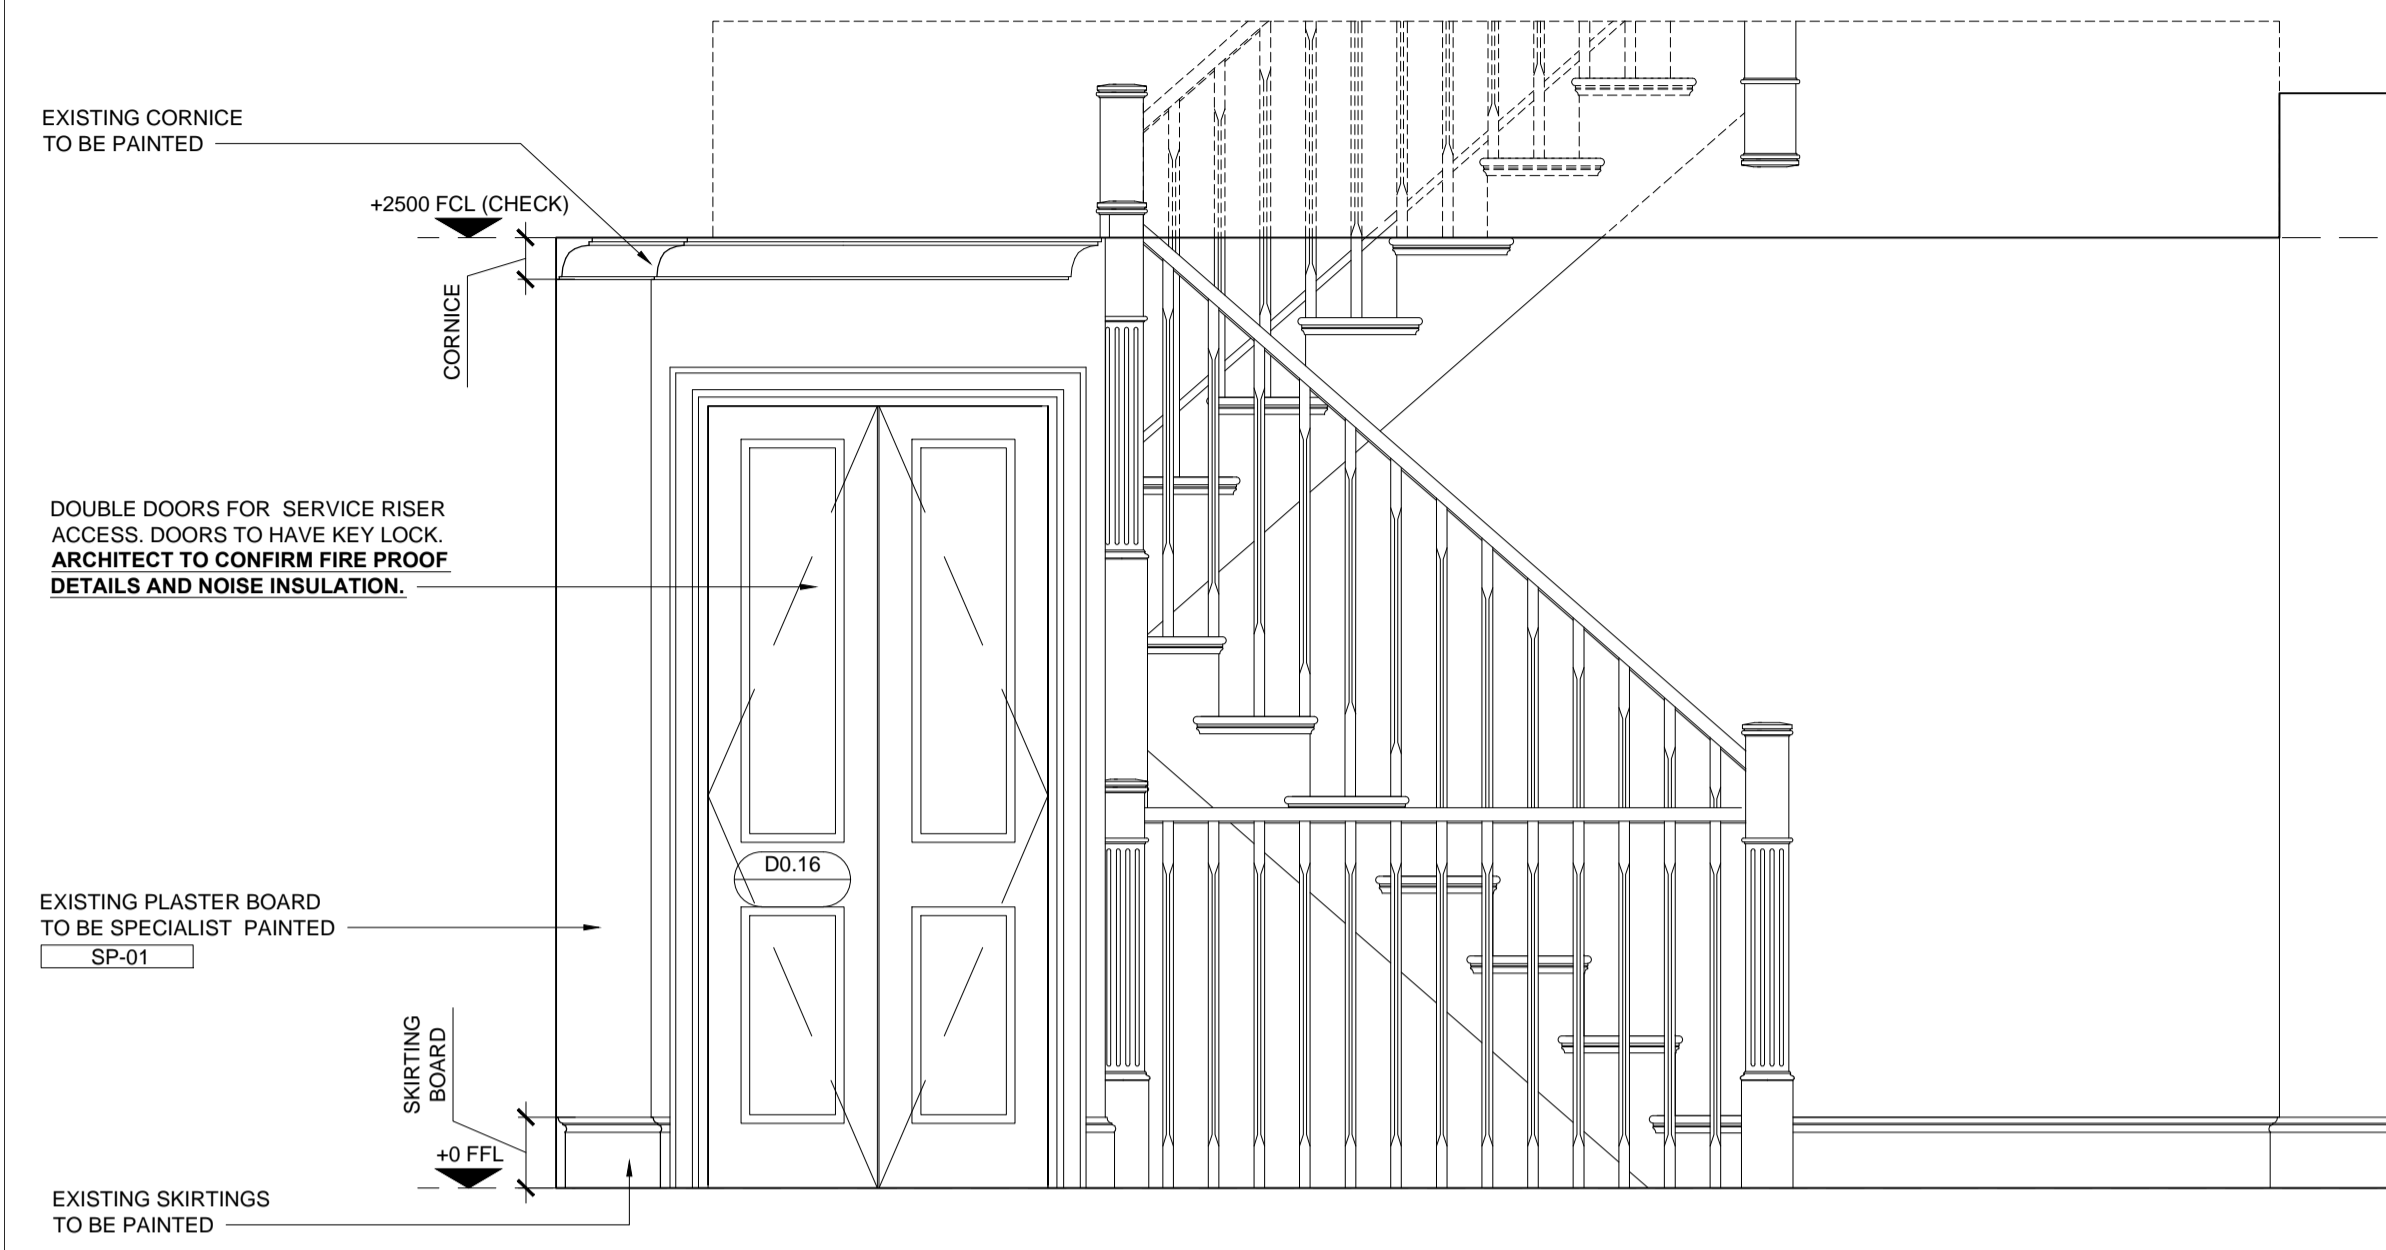 EXISTING CORNICE
TO BE PAINTED
+2500 FCL (CHECK)
CORNICE
DOUBLE DOORS FOR SERVICE RISER
ACCESS. DOORS TO HAVE KEY LOCK.
ARCHITECT TO CONFIRM FIRE PROOF
DETAILS AND NOISE INSULATION.
D0.16
EXISTING PLASTER BOARD
TO BE SPECIALIST PAINTED
SP-01
SKIRTING
BOARD
+0 FFL
EXISTING SKIRTINGS
TO BE PAINTED